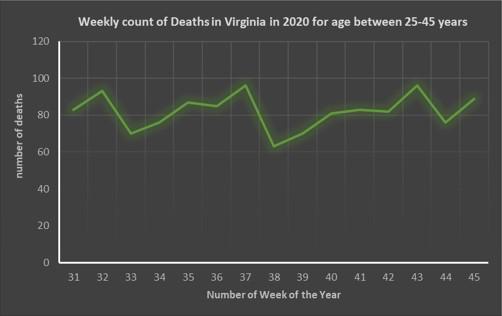 Weekly count of Deaths in Virginia in 2020 for age between 25-45 years
120
100
80
60
40
20
0
number of deaths
31 32 33 34 35 36 37 38 39 40 41 42 43 44 45
Number of Week of the Year